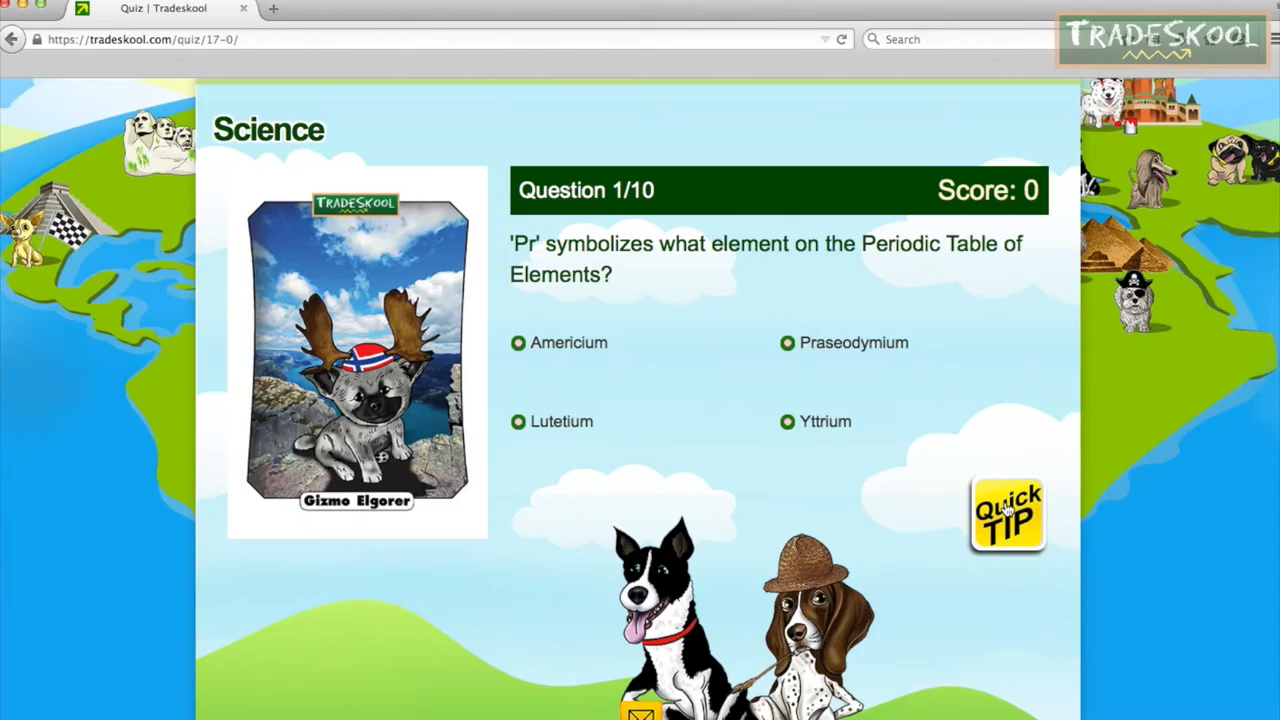 Quiz | Tradeskool
https://tradeskool.com/quiz/17-0/
Search
TRADESKOOL
Science
TRADESKOOL
Gizmo Elgorer
Question 1/10
Score: 0
'Pr' symbolizes what element on the Periodic Table of
Elements?
Americium
Praseodymium
Lutetium
Yttrium
Quick
TIP